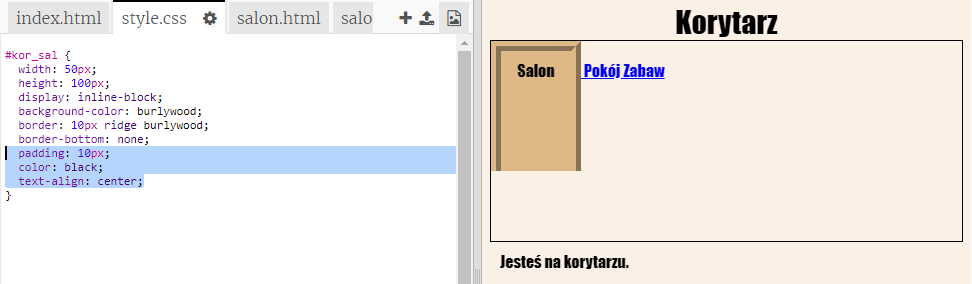 index.html style.css salon.html salo
Korytarz
#kor_sal {
width: 50px;
height: 100px;
display: inline-block;
background-color: burlywood;
border: 10px ridge burlywood;
border-bottom: none;
padding: 10px;
color: black;
text-align: center;
}
Salon Pokój Zabaw
Jesteś na korytarzu.